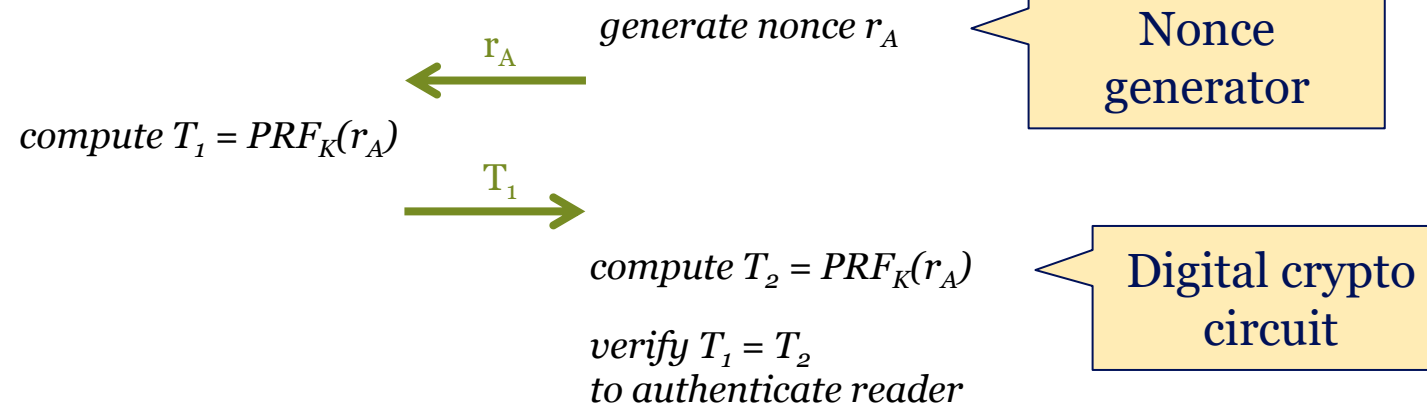 generate nonce r_A
Nonce
generator
r_A
compute T_1 = PRF_K(r_A)
T_1
compute T_2 = PRF_K(r_A)
Digital crypto
circuit
verify T_1 = T_2
to authenticate reader